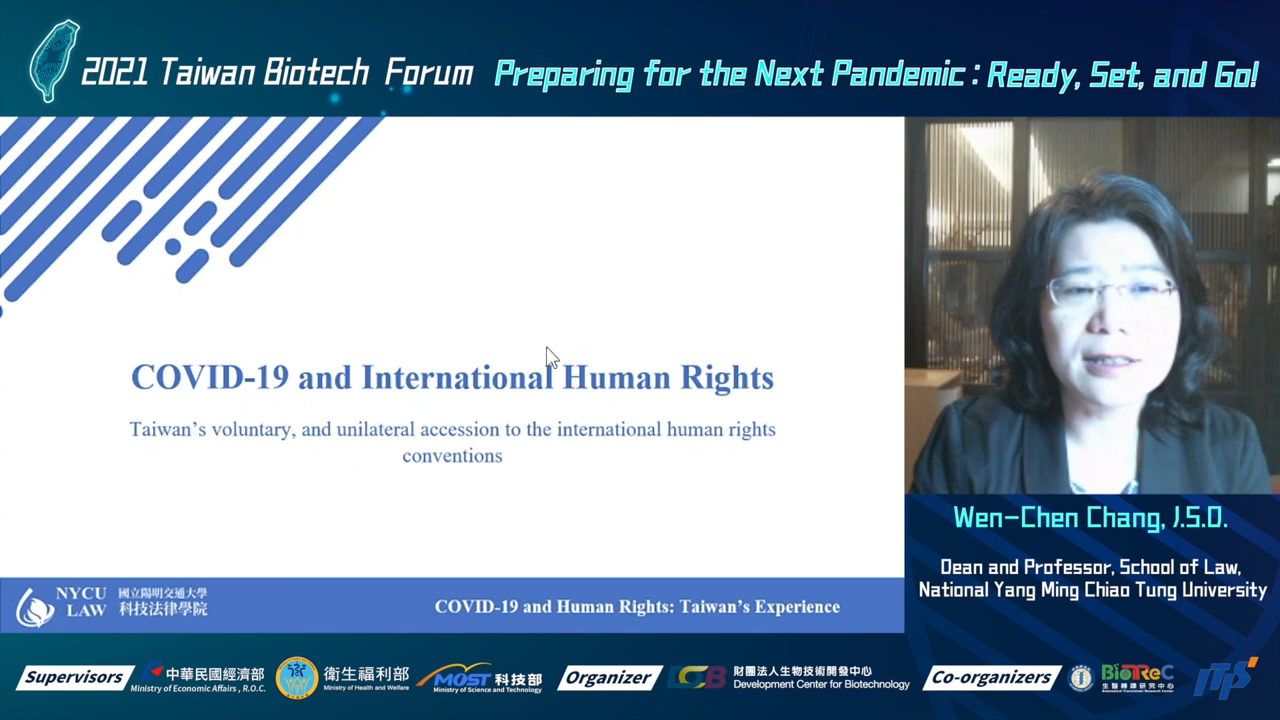 2021 Taiwan Biotech Forum Preparing for the Next Pandemic : Ready, Set, and Go!
COVID-19 and International Human Rights
Taiwan's voluntary, and unilateral accession to the international human rights
conventions
NYCU LAW
國立陽明交通大學
科技法律學院
COVID-19 and Human Rights: Taiwan's Experience
Wen-Chen Chang, J.S.D.
Dean and Professor, School of Law,
National Yang Ming Chiao Tung University
Supervisors
中華民國經濟部
Ministry of Economic Affairs , R.O.C.
衛生福利部
Ministry of Health and Welfare
MOST 科技部
Ministry of Science and Technology
Organizer
DCB
財團法人生物技術開發中心
Development Center for Biotechnology
Co-organizers
BioTReC
生醫轉譯研究中心
Biomedical Translation Research Center